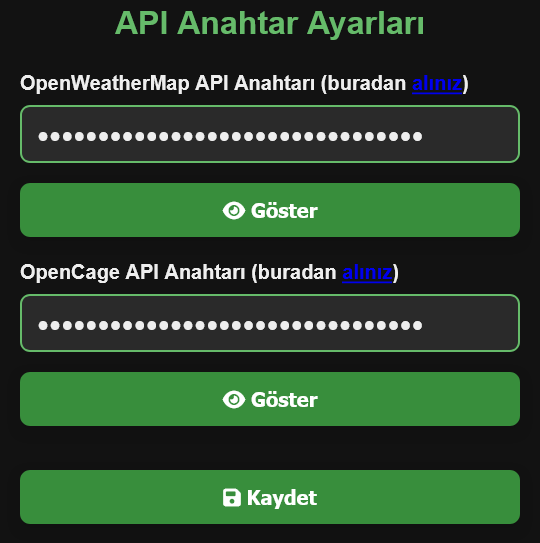 API Anahtar Ayarları
OpenWeatherMap API Anahtarı (buradan alınız)
●●●●●●●●●●●●●●●●●●●●●●●●●●●●●●●●
Göster
OpenCage API Anahtarı (buradan alınız)
●●●●●●●●●●●●●●●●●●●●●●●●●●●●●●●●
Göster
Kaydet